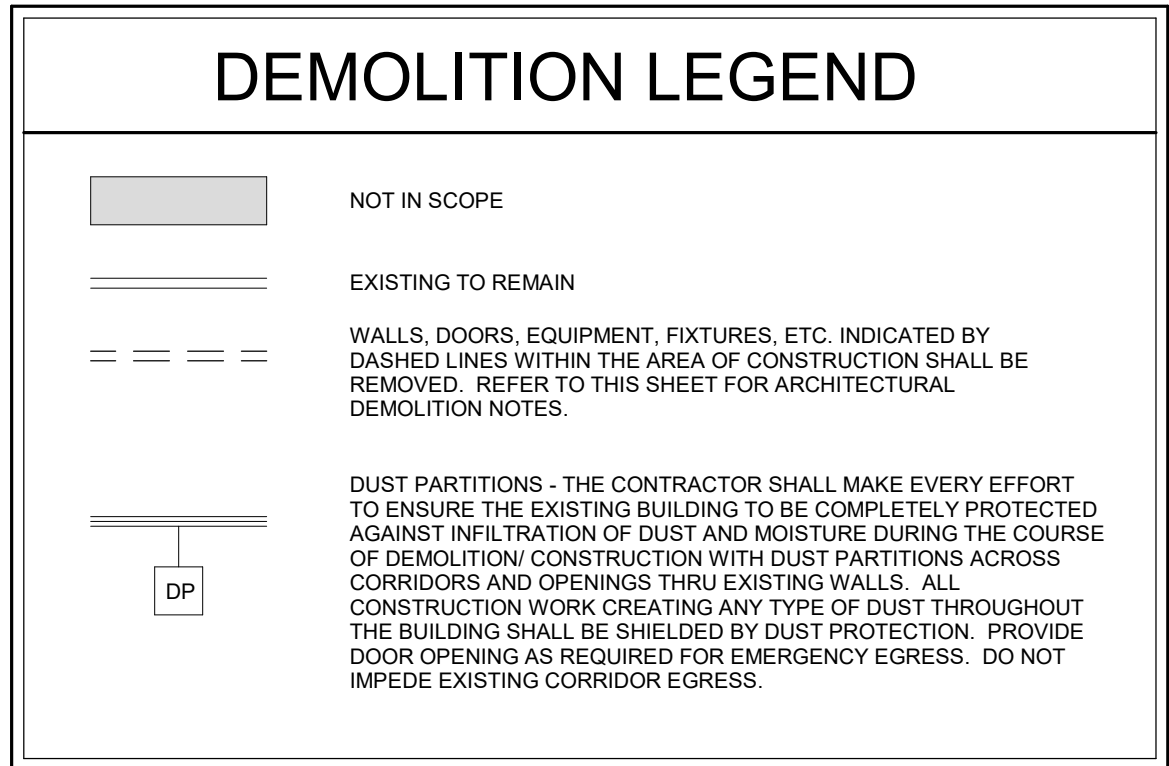 DEMOLITION LEGEND
NOT IN SCOPE
EXISTING TO REMAIN
WALLS, DOORS, EQUIPMENT, FIXTURES, ETC. INDICATED BY
DASHED LINES WITHIN THE AREA OF CONSTRUCTION SHALL BE
REMOVED. REFER TO THIS SHEET FOR ARCHITECTURAL
DEMOLITION NOTES.
DUST PARTITIONS - THE CONTRACTOR SHALL MAKE EVERY EFFORT
TO ENSURE THE EXISTING BUILDING TO BE COMPLETELY PROTECTED
AGAINST INFILTRATION OF DUST AND MOISTURE DURING THE COURSE
OF DEMOLITION/ CONSTRUCTION WITH DUST PARTITIONS ACROSS
CORRIDORS AND OPENINGS THRU EXISTING WALLS. ALL
CONSTRUCTION WORK CREATING ANY TYPE OF DUST THROUGHOUT
THE BUILDING SHALL BE SHIELDED BY DUST PROTECTION. PROVIDE
DOOR OPENING AS REQUIRED FOR EMERGENCY EGRESS. DO NOT
IMPEDE EXISTING CORRIDOR EGRESS.
DP